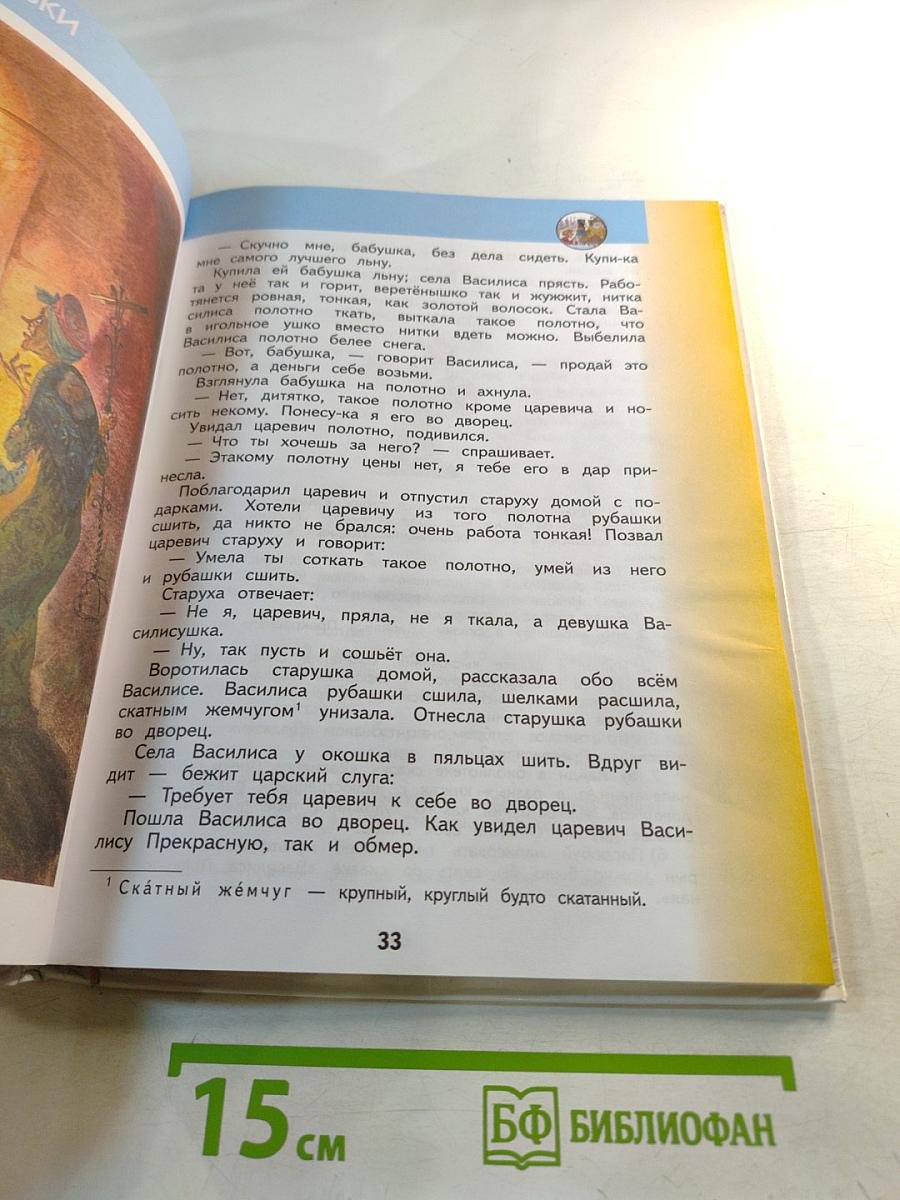 — Скучно мне, бабушка, без дела сидеть. Купи-ка
мне самого лучшего льну.
Купила ей бабушка льну; села Василиса прясть. Рабо-
та у неё так и горит, веретёнышко так и жужжит, нитка
тянется ровная, тонкая, как золотой волосок. Стала Ва-
силиса полотно ткать, выткала такое полотно, что
в игольное ушко вместо нитки вдеть можно. Выбелила
Василиса полотно белее снега.
— Вот, бабушка, — говорит Василиса, — продай это
полотно, а деньги себе возьми.
Взглянула бабушка на полотно и ахнула.
— Нет, дитятко, такое полотно кроме царевича и но-
сить некому. Понесу-ка я его во дворец.
Увидал царевич полотно, подивился.
— Что ты хочешь за него? — спрашивает.
— Этакому полотну цены нет, я тебе его в дар при-
несла.
Поблагодарил царевич и отпустил старуху домой с по-
дарками. Хотели царевичу из того полотна рубашки
сшить, да никто не брался: очень работа тонкая! Позвал
царевич старуху и говорит:
— Умела ты соткать такое полотно, умей из него
и рубашки сшить.
Старуха отвечает:
— Не я, царевич, пряла, не я ткала, а девушка Ва-
силисушка.
— Ну, так пусть и сошьёт она.
Воротилась старушка домой, рассказала обо всём
Василисе. Василиса рубашки сшила, шелками расшила,
скатным жемчугом¹ унизала. Отнесла старушка рубашки
во дворец.
Села Василиса у окошка в пяльцах шить. Вдруг ви-
дит — бежит царский слуга:
— Требует тебя царевич к себе во дворец.
Пошла Василиса во дворец. Как увидел царевич Васи-
лису Прекрасную, так и обмер.
¹ Ска́тный же́мчуг — крупный, круглый будто скатанный.
33
15 см
БФ БИБЛИОФАН